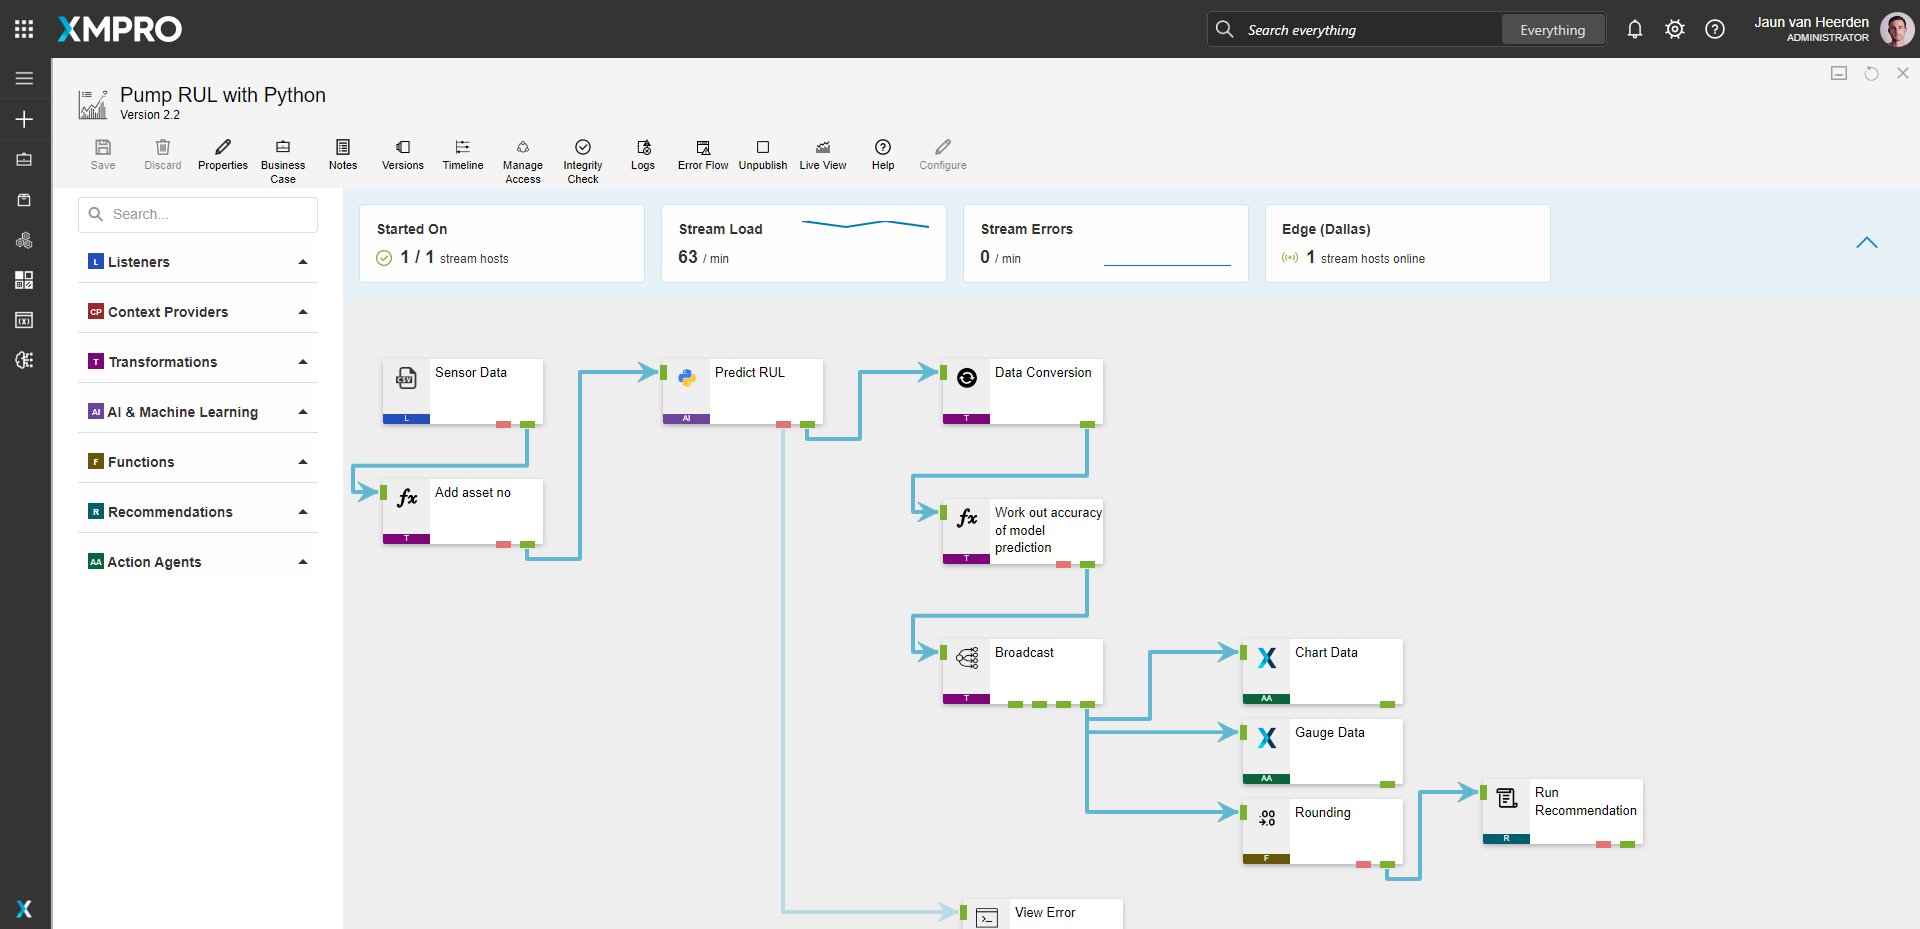 XMPRO
Search everything
Everything
Jaun van Heerden
ADMINISTRATOR
Pump RUL with Python
Version 2.2
Save
Discard
Properties
Business
Case
Notes
Versions
Timeline
Manage
Access
Integrity
Check
Logs
Error Flow
Unpublish
Live View
Help
Configure
Search...
L Listeners
CP Context Providers
T Transformations
AI AI & Machine Learning
F Functions
R Recommendations
AA Action Agents
Started On
1 / 1 stream hosts
Stream Load
63 / min
Stream Errors
0 / min
Edge (Dallas)
1 stream hosts online
CSV
Sensor Data
L
fx
Add asset no
T
Predict RUL
AI
Data Conversion
T
fx
Work out accuracy
of model
prediction
T
Broadcast
T
X
Chart Data
AA
X
Gauge Data
AA
.00
→.0
Rounding
F
Run
Recommendation
R
View Error
X